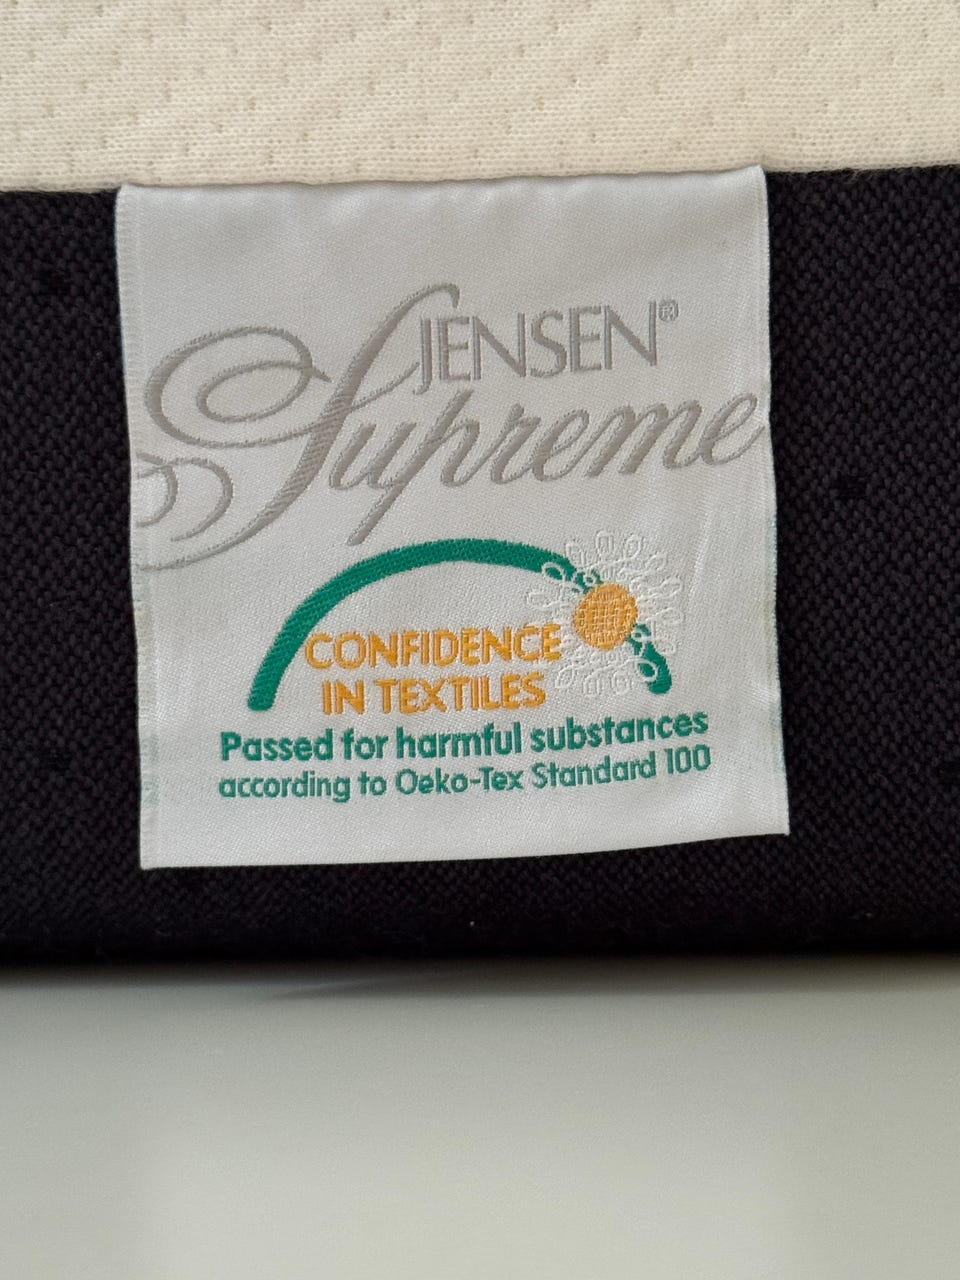 JENSEN®
Supreme
CONFIDENCE
IN TEXTILES
Passed for harmful substances
according to Oeko-Tex Standard 100